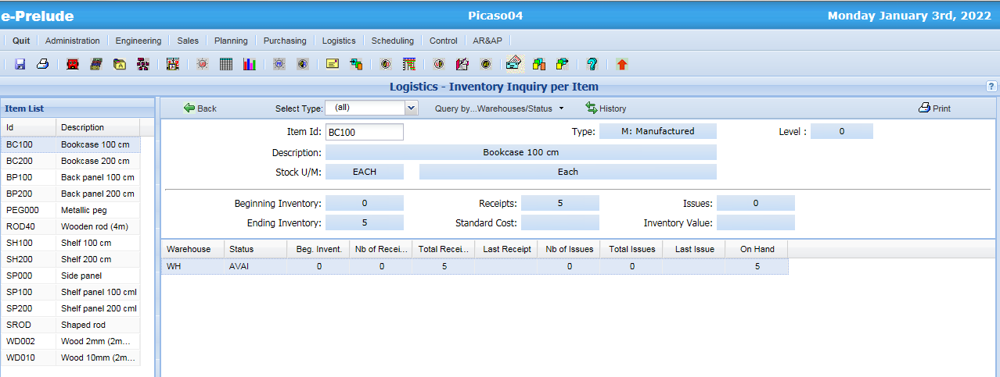 e-Prelude Picaso04 Monday January 3rd, 2022
Quit Administration Engineering Sales Planning Purchasing Logistics Scheduling Control AR&AP
Logistics - Inventory Inquiry per Item ?
Item List
Id Description
BC100 Bookcase 100 cm
BC200 Bookcase 200 cm
BP100 Back panel 100 cm
BP200 Back panel 200 cm
PEG000 Metallic peg
ROD40 Wooden rod (4m)
SH100 Shelf 100 cm
SH200 Shelf 200 cm
SP000 Side panel
SP100 Shelf panel 100 cml
SP200 Shelf panel 200 cml
SROD Shaped rod
WD002 Wood 2mm (2m...
WD010 Wood 10mm (2m...
Back Select Type: (all) Query by...Warehouses/Status History Print
Item Id: BC100 Type: M: Manufactured Level : 0
Description: Bookcase 100 cm
Stock U/M: EACH Each
Beginning Inventory: 0 Receipts: 5 Issues: 0
Ending Inventory: 5 Standard Cost: Inventory Value:
Warehouse Status Beg. Invent. Nb of Recei... Total Recei... Last Receipt Nb of Issues Total Issues Last Issue On Hand
WH AVAI 0 0 5 0 0 5